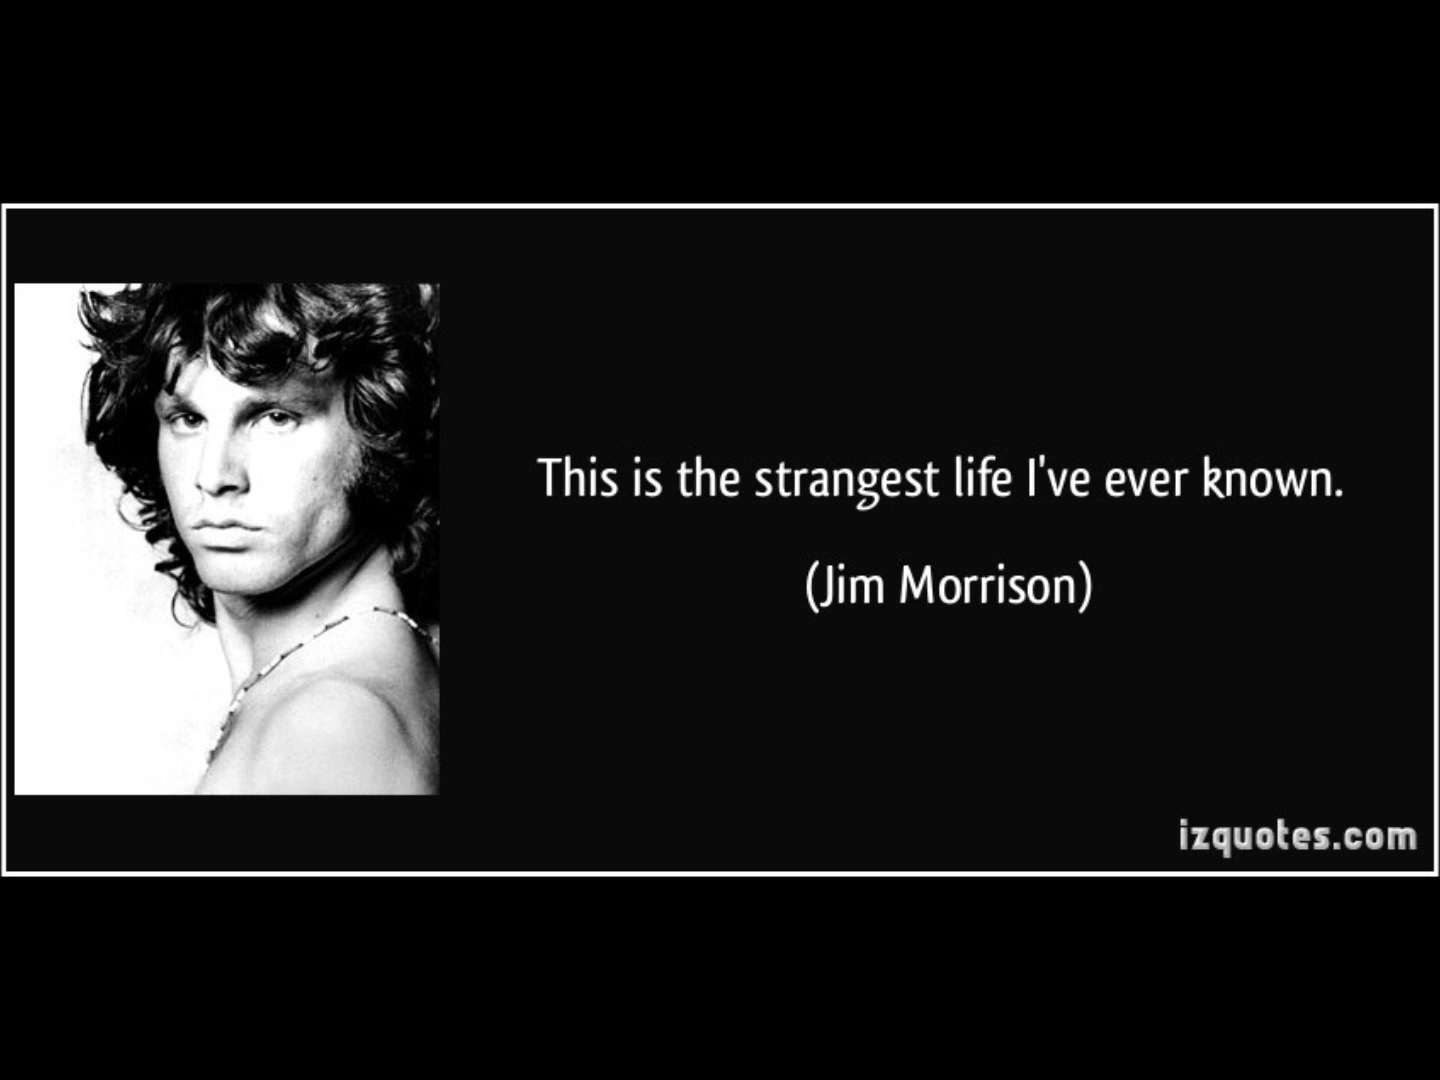 This is the strangest life I've ever known.
(Jim Morrison)
izquotes.com